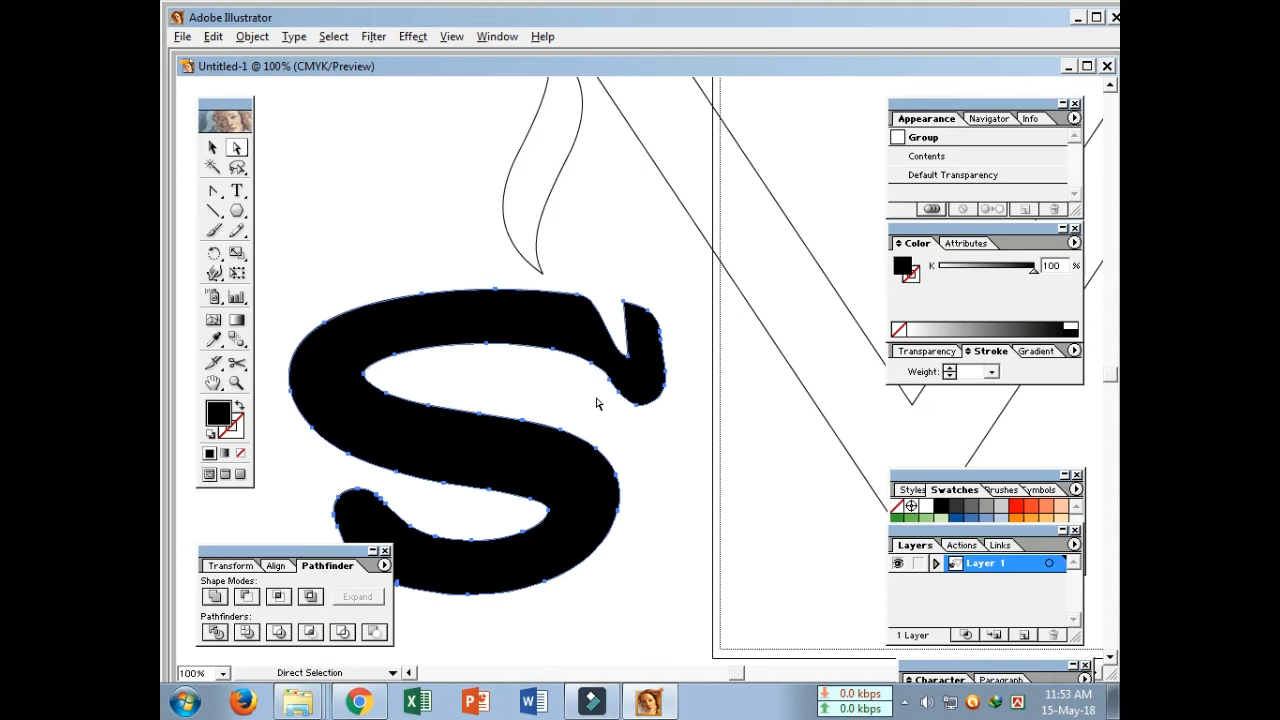 Adobe Illustrator
File Edit Object Type Select Filter Effect View Window Help
Untitled-1 @ 100% (CMYK/Preview)
Appearance Navigator Info
Group
Contents
Default Transparency
Color Attributes
K 100 %
Transparency Stroke Gradient
Weight:
S
Styles Swatches Brushes Symbols
Layers Actions Links
Layer 1
1 Layer
Transform Align Pathfinder
Shape Modes:
Expand
Pathfinders:
100% Direct Selection
Character Paragraph
0.0 kbps
0.0 kbps
11:53 AM
15-May-18